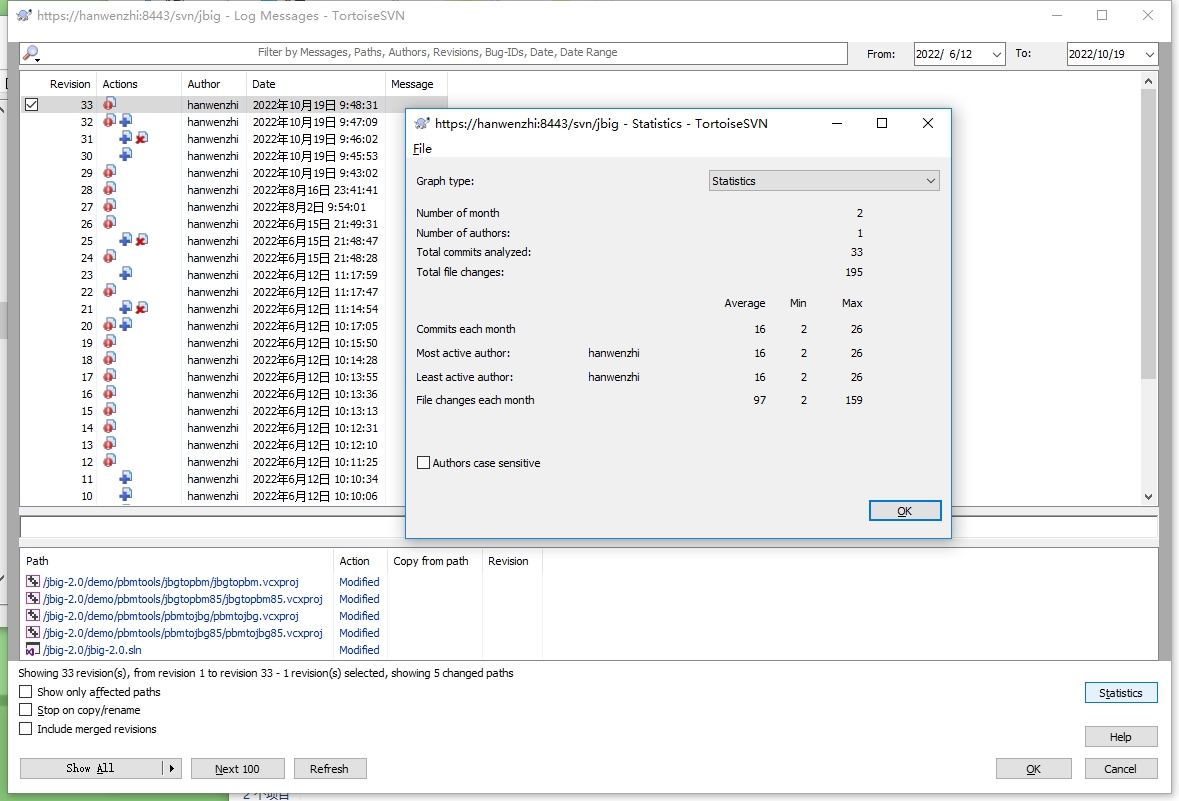 https://hanwenzhi:8443/svn/jbig - Log Messages - TortoiseSVN
Filter by Messages, Paths, Authors, Revisions, Bug-IDs, Date, Date Range
From: 2022/ 6/12 To: 2022/10/19
Revision Actions Author Date Message
33 hanwenzhi 2022年10月19日 9:48:31
32 hanwenzhi 2022年10月19日 9:47:09
31 hanwenzhi 2022年10月19日 9:46:02
30 hanwenzhi 2022年10月19日 9:45:53
29 hanwenzhi 2022年10月19日 9:43:02
28 hanwenzhi 2022年8月16日 23:41:41
27 hanwenzhi 2022年8月2日 9:54:01
26 hanwenzhi 2022年6月15日 21:49:31
25 hanwenzhi 2022年6月15日 21:48:47
24 hanwenzhi 2022年6月15日 21:48:28
23 hanwenzhi 2022年6月12日 11:17:59
22 hanwenzhi 2022年6月12日 11:17:47
21 hanwenzhi 2022年6月12日 11:14:54
20 hanwenzhi 2022年6月12日 10:17:05
19 hanwenzhi 2022年6月12日 10:15:50
18 hanwenzhi 2022年6月12日 10:14:28
17 hanwenzhi 2022年6月12日 10:13:55
16 hanwenzhi 2022年6月12日 10:13:36
15 hanwenzhi 2022年6月12日 10:13:13
14 hanwenzhi 2022年6月12日 10:12:31
13 hanwenzhi 2022年6月12日 10:12:10
12 hanwenzhi 2022年6月12日 10:11:25
11 hanwenzhi 2022年6月12日 10:10:34
10 hanwenzhi 2022年6月12日 10:10:06
https://hanwenzhi:8443/svn/jbig - Statistics - TortoiseSVN
File
Graph type: Statistics
Number of month 2
Number of authors: 1
Total commits analyzed: 33
Total file changes: 195
Average Min Max
Commits each month 16 2 26
Most active author: hanwenzhi 16 2 26
Least active author: hanwenzhi 16 2 26
File changes each month 97 2 159
Authors case sensitive
OK
Path Action Copy from path Revision
/jbig-2.0/demo/pbmtools/jbgtopbm/jbgtopbm.vcxproj Modified
/jbig-2.0/demo/pbmtools/jbgtopbm85/jbgtopbm85.vcxproj Modified
/jbig-2.0/demo/pbmtools/pbmtojbg/pbmtojbg.vcxproj Modified
/jbig-2.0/demo/pbmtools/pbmtojbg85/pbmtojbg85.vcxproj Modified
/jbig-2.0/jbig-2.0.sln Modified
Showing 33 revision(s), from revision 1 to revision 33 - 1 revision(s) selected, showing 5 changed paths
Show only affected paths
Statistics
Stop on copy/rename
Include merged revisions
Help
Show All Next 100 Refresh OK Cancel
2 个项目